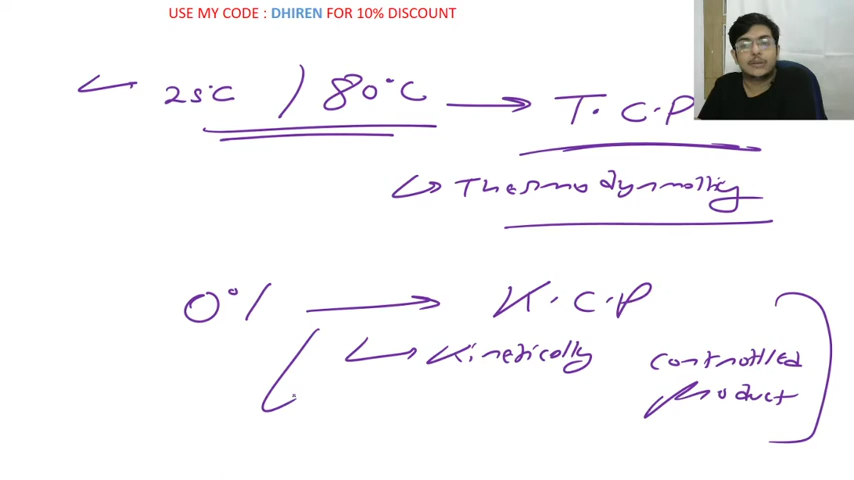 USE MY CODE : DHIREN FOR 10% DISCOUNT
25°C / 80°C → T.C.P
↳ Thermodynamically
0°/ → K.C.P
↳ Kinetically controlled
product